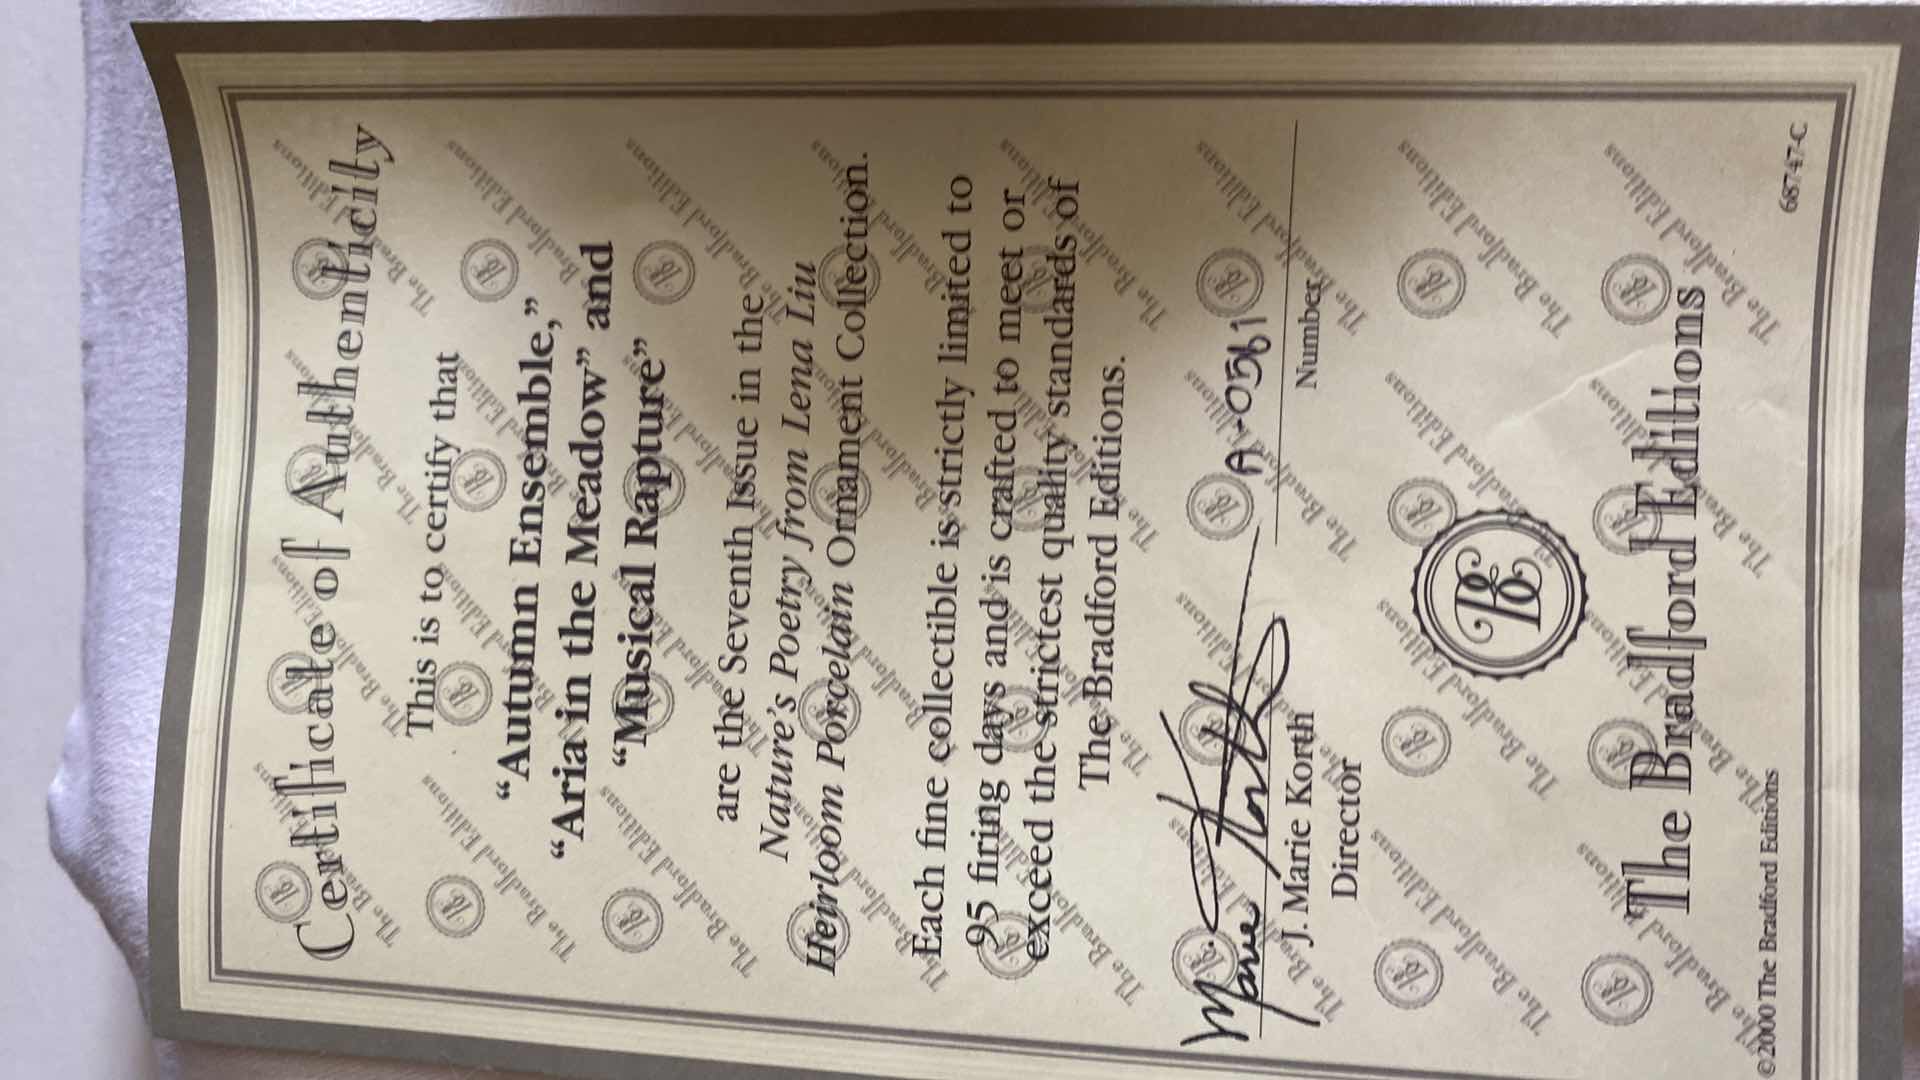 Certificate of Authenticity
This is to certify that
“Autumn Ensemble,”
“Aria in the Meadow” and
“Musical Rapture”
are the Seventh Issue in the
Nature's Poetry from Lena Liu
Heirloom Porcelain Ornament Collection.
Each fine collectible is strictly limited to
95 firing days and is crafted to meet or
exceed the strictest quality standards of
The Bradford Editions.
Marie Korth
J. Marie Korth
Director
Number
BE
The Bradford Editions
©2000 The Bradford Editions
68747-C